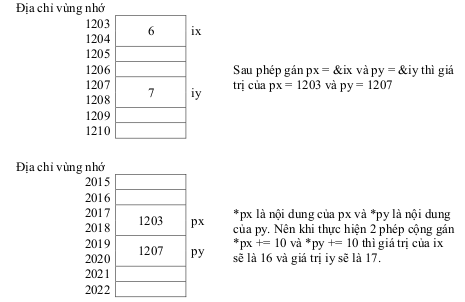 Địa chỉ vùng nhớ
1203
1204
6
ix
1205
1206
1207
1208
7
iy
1209
1210
Sau phép gán px = &ix và py = &iy thì giá
trị của px = 1203 và py = 1207
Địa chỉ vùng nhớ
2015
2016
2017
2018
1203
px
2019
2020
1207
py
2021
2022
*px là nội dung của px và *py là nội dung
của py. Nên khi thực hiện 2 phép cộng gán
*px += 10 và *py += 10 thì giá trị của ix
sẽ là 16 và giá trị iy sẽ là 17.